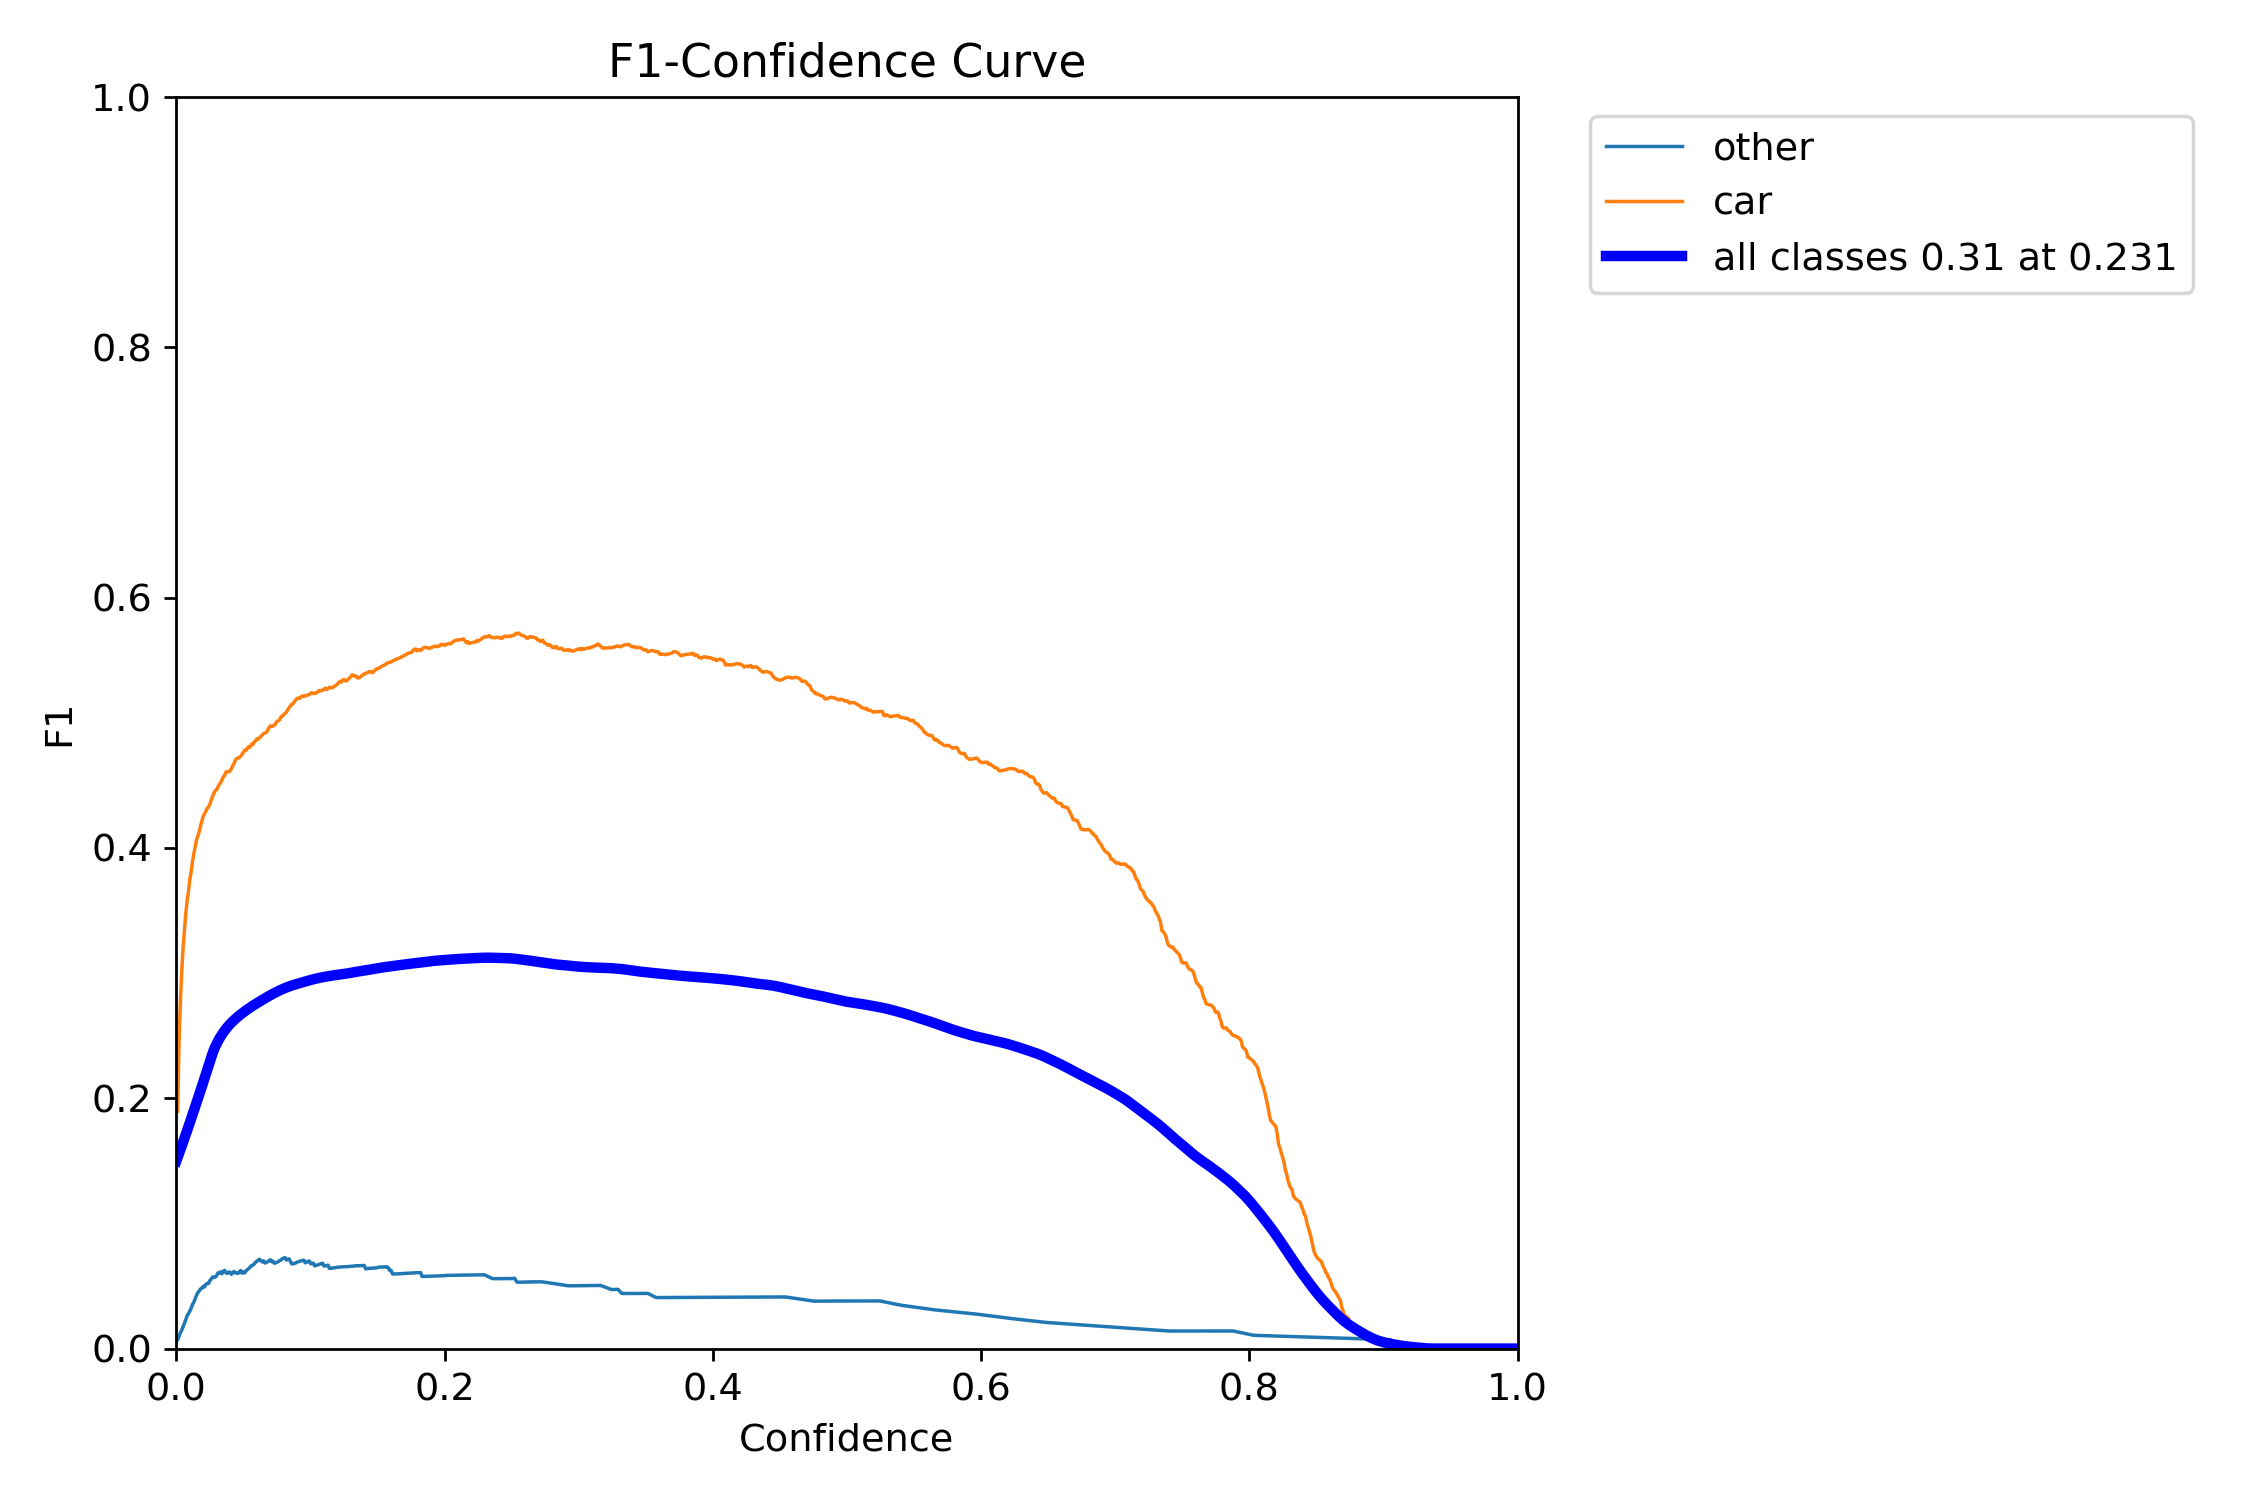 F1-Confidence Curve
1.0
0.8
0.6
0.4
0.2
0.0
F1
0.0 0.2 0.4 0.6 0.8 1.0
Confidence
other
car
all classes 0.31 at 0.231